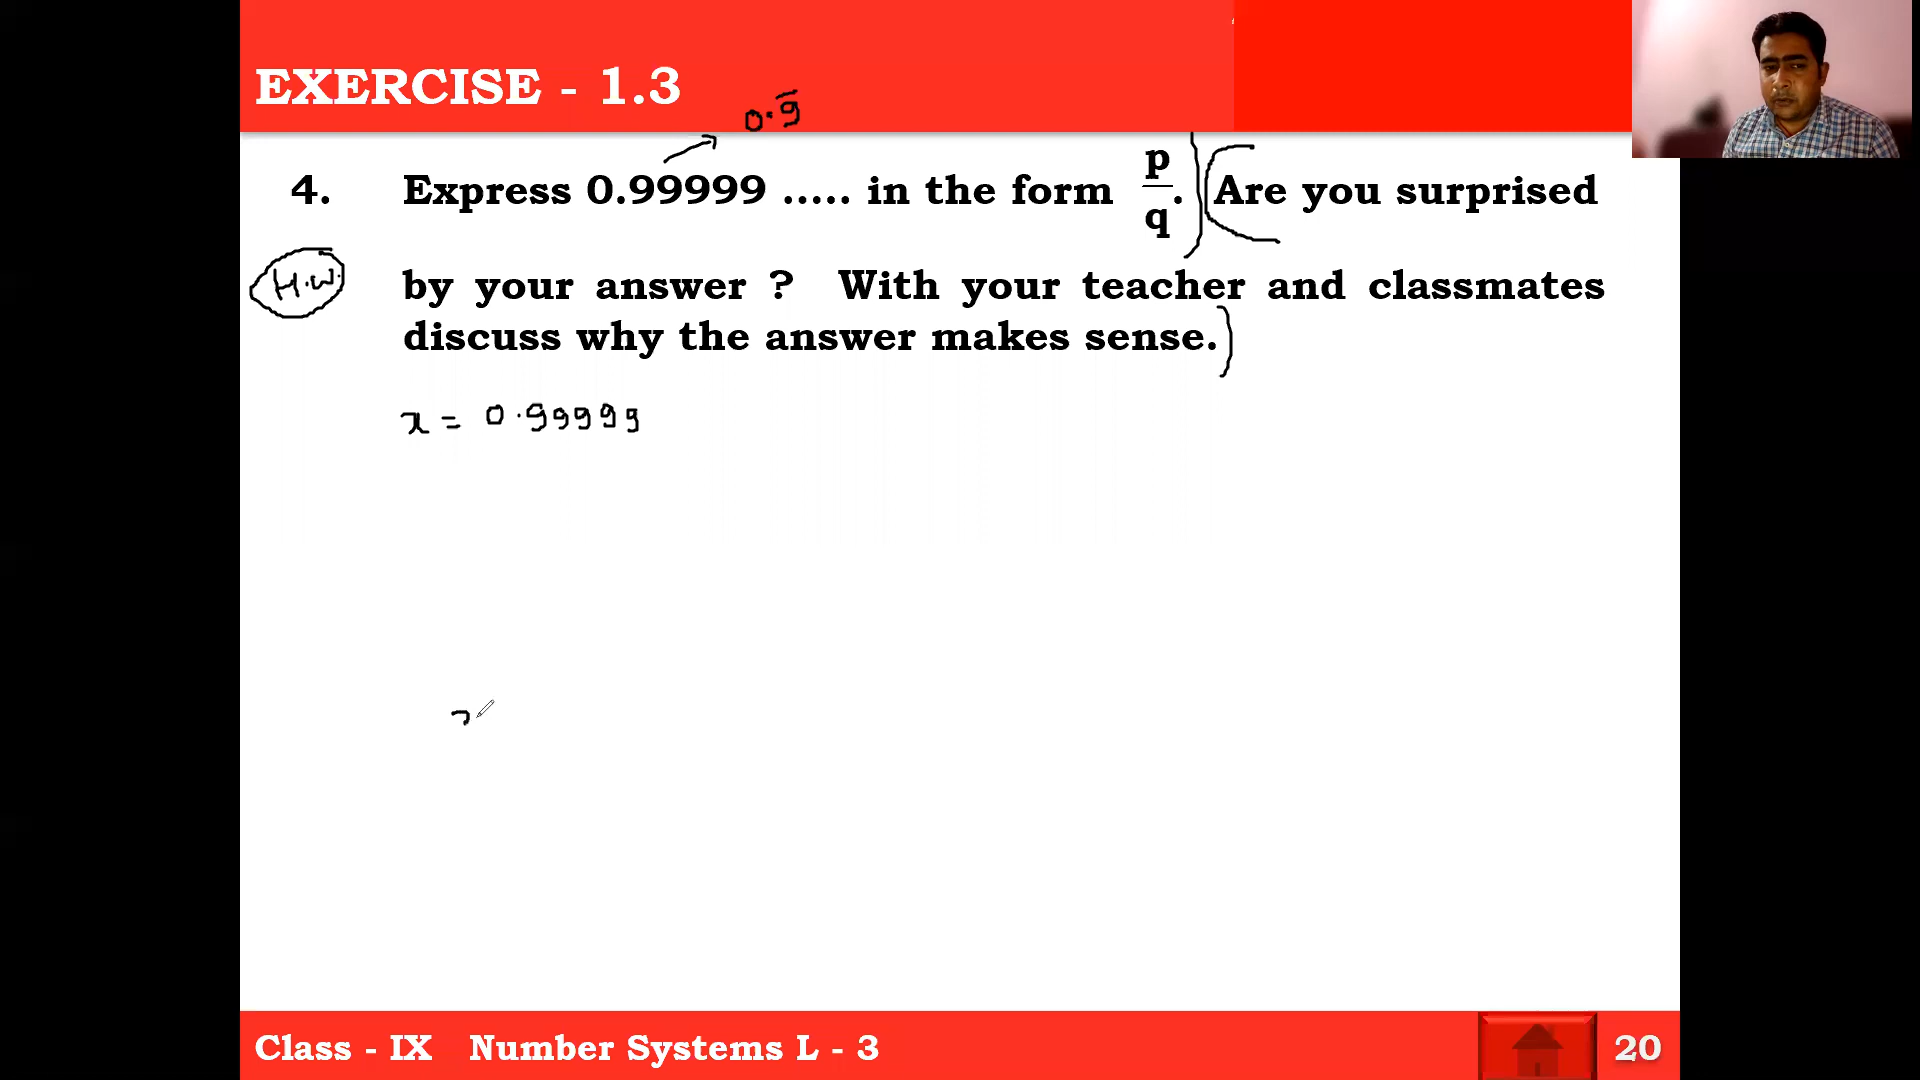 EXERCISE - 1.3
0.9̅
4. Express 0.99999 ..... in the form p/q. Are you surprised
H.W.
by your answer ? With your teacher and classmates
discuss why the answer makes sense.
x = 0.99999
Class - IX Number Systems L - 3
20